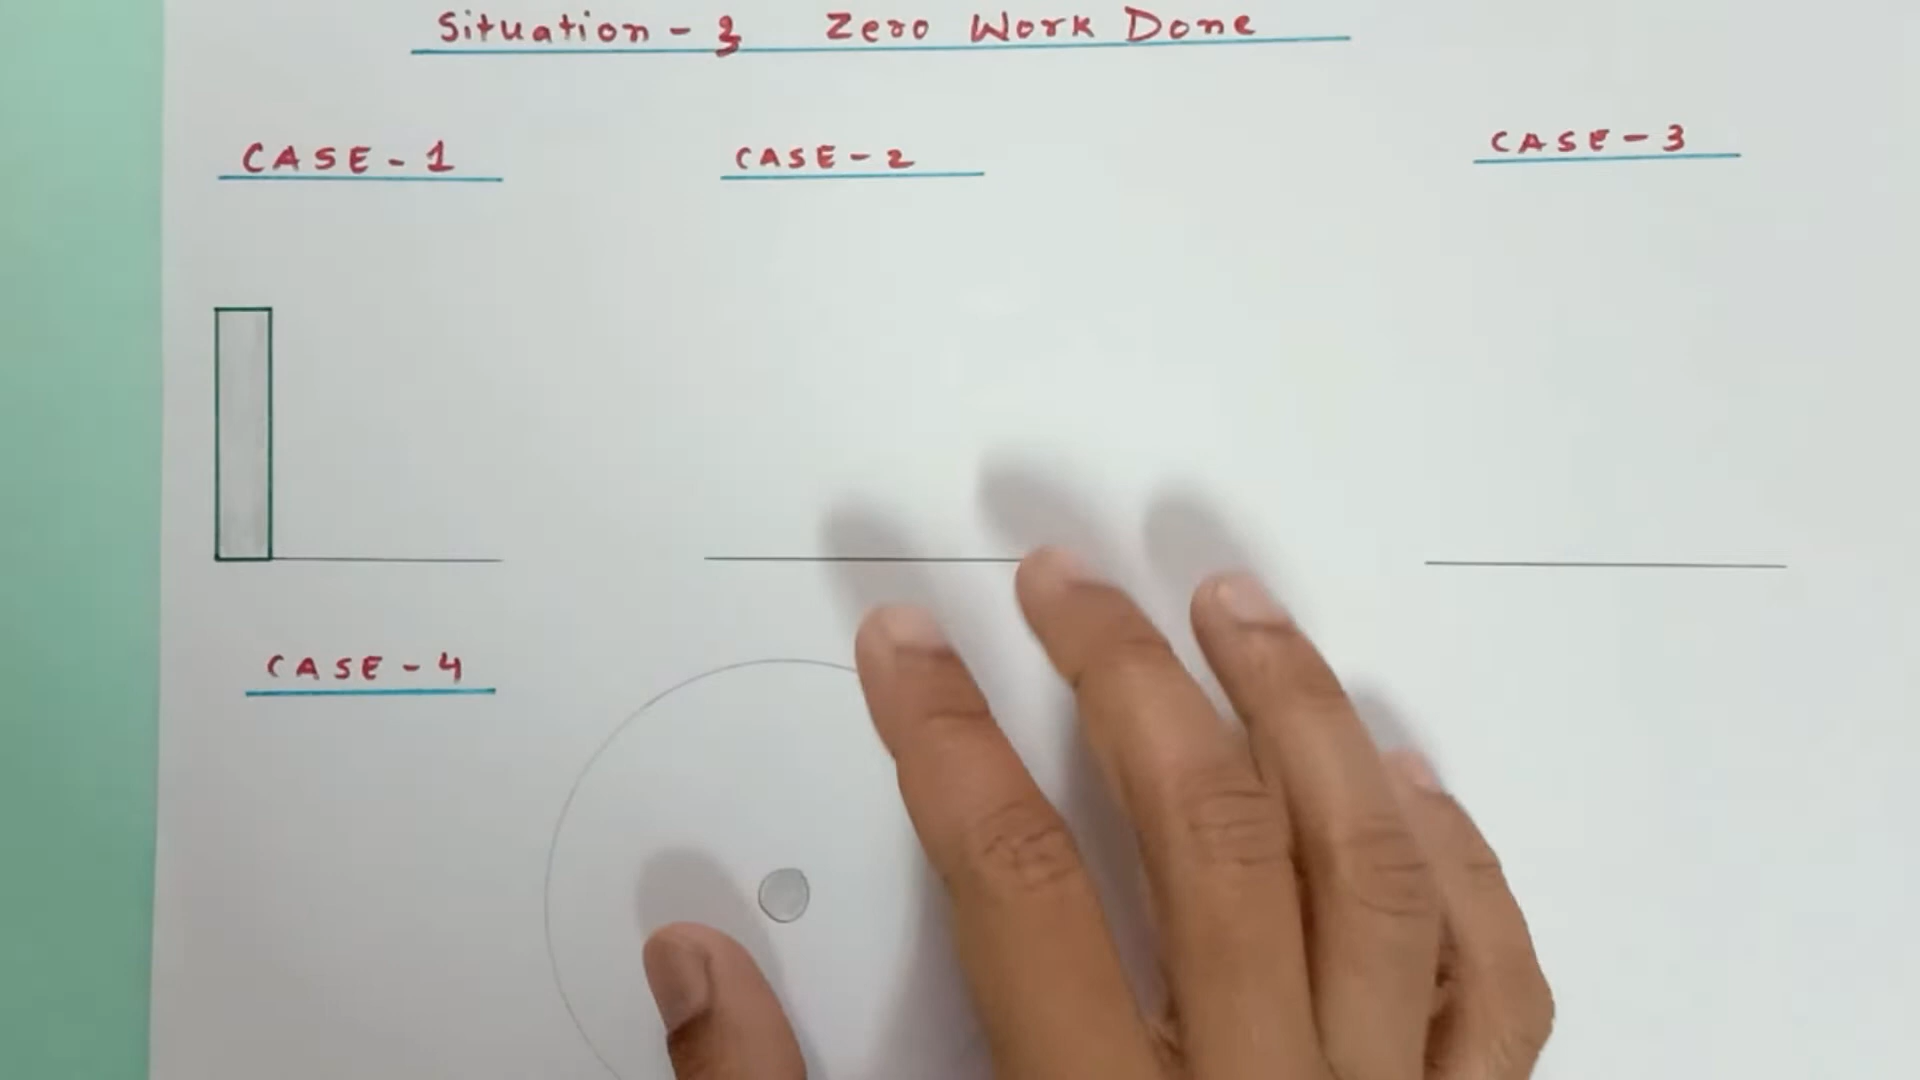 Situation - 3 Zero Work Done
CASE - 1
CASE - 2
CASE - 3
CASE - 4